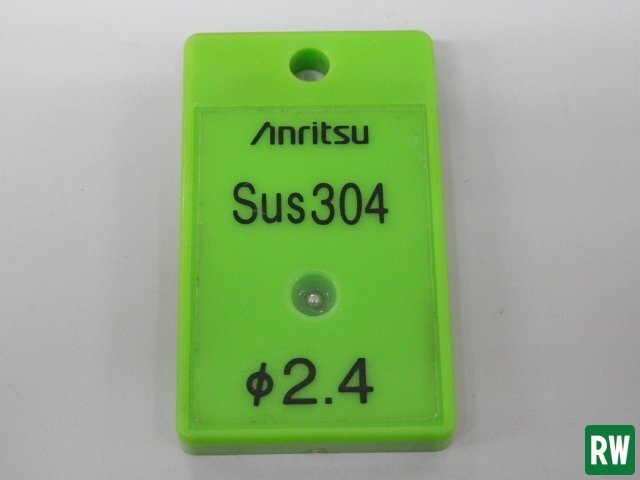 Anritsu
Sus304
φ2.4
RW